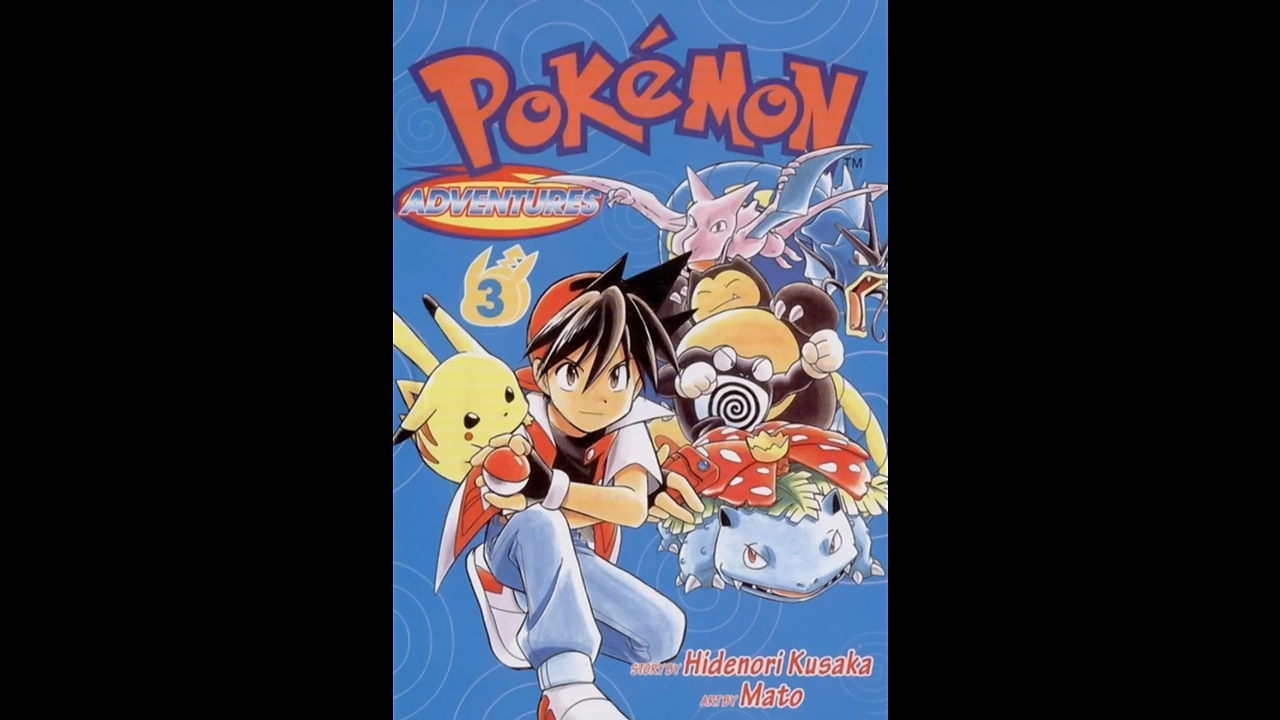 POKéMON
TM
ADVENTURES
3
STORY BY Hidenori Kusaka
ART BY Mato